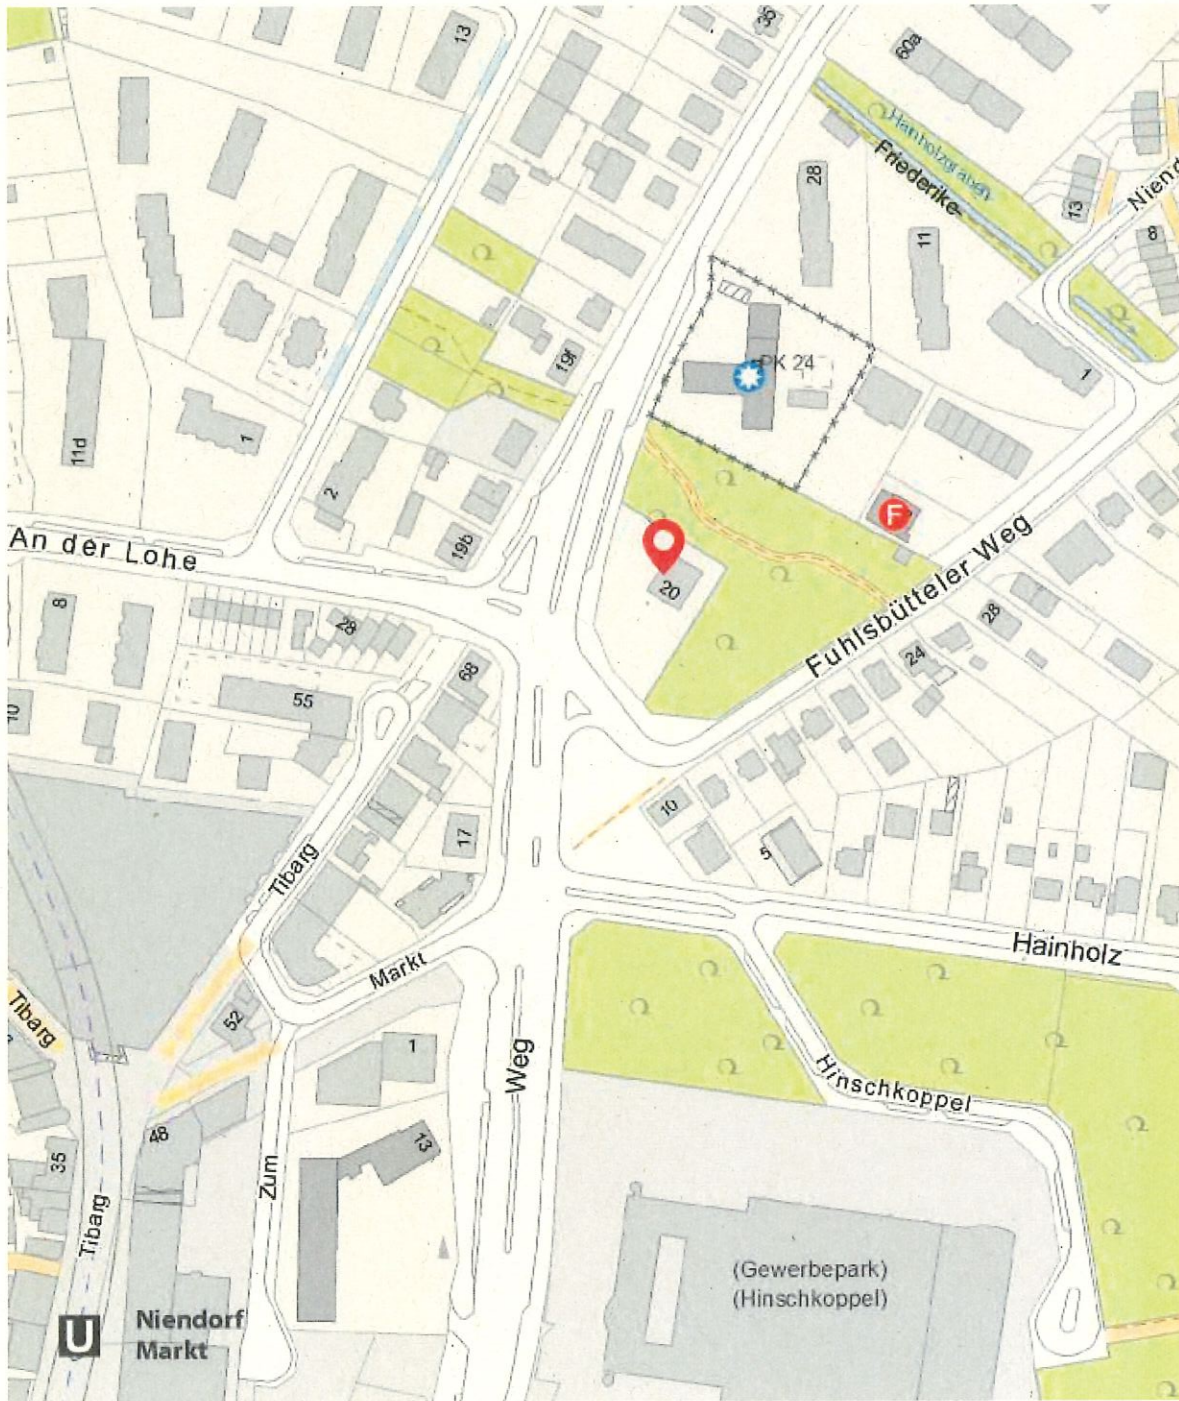 13
35
60a
Hainholzgraben
Friederike-
Niend
13
8
28
11
1
PK 24
19f
11d
1
2
19b
F
20
An der Lohe
Fuhlsbütteler Weg
8
28
68
55
10
28
24
10
5
17
Tibarg
Markt
Hainholz
52
Tibarg
1
Weg
Hinschkoppel
13
48
35
Zum
Tibarg
(Gewerbepark)
(Hinschkoppel)
U
Niendorf
Markt